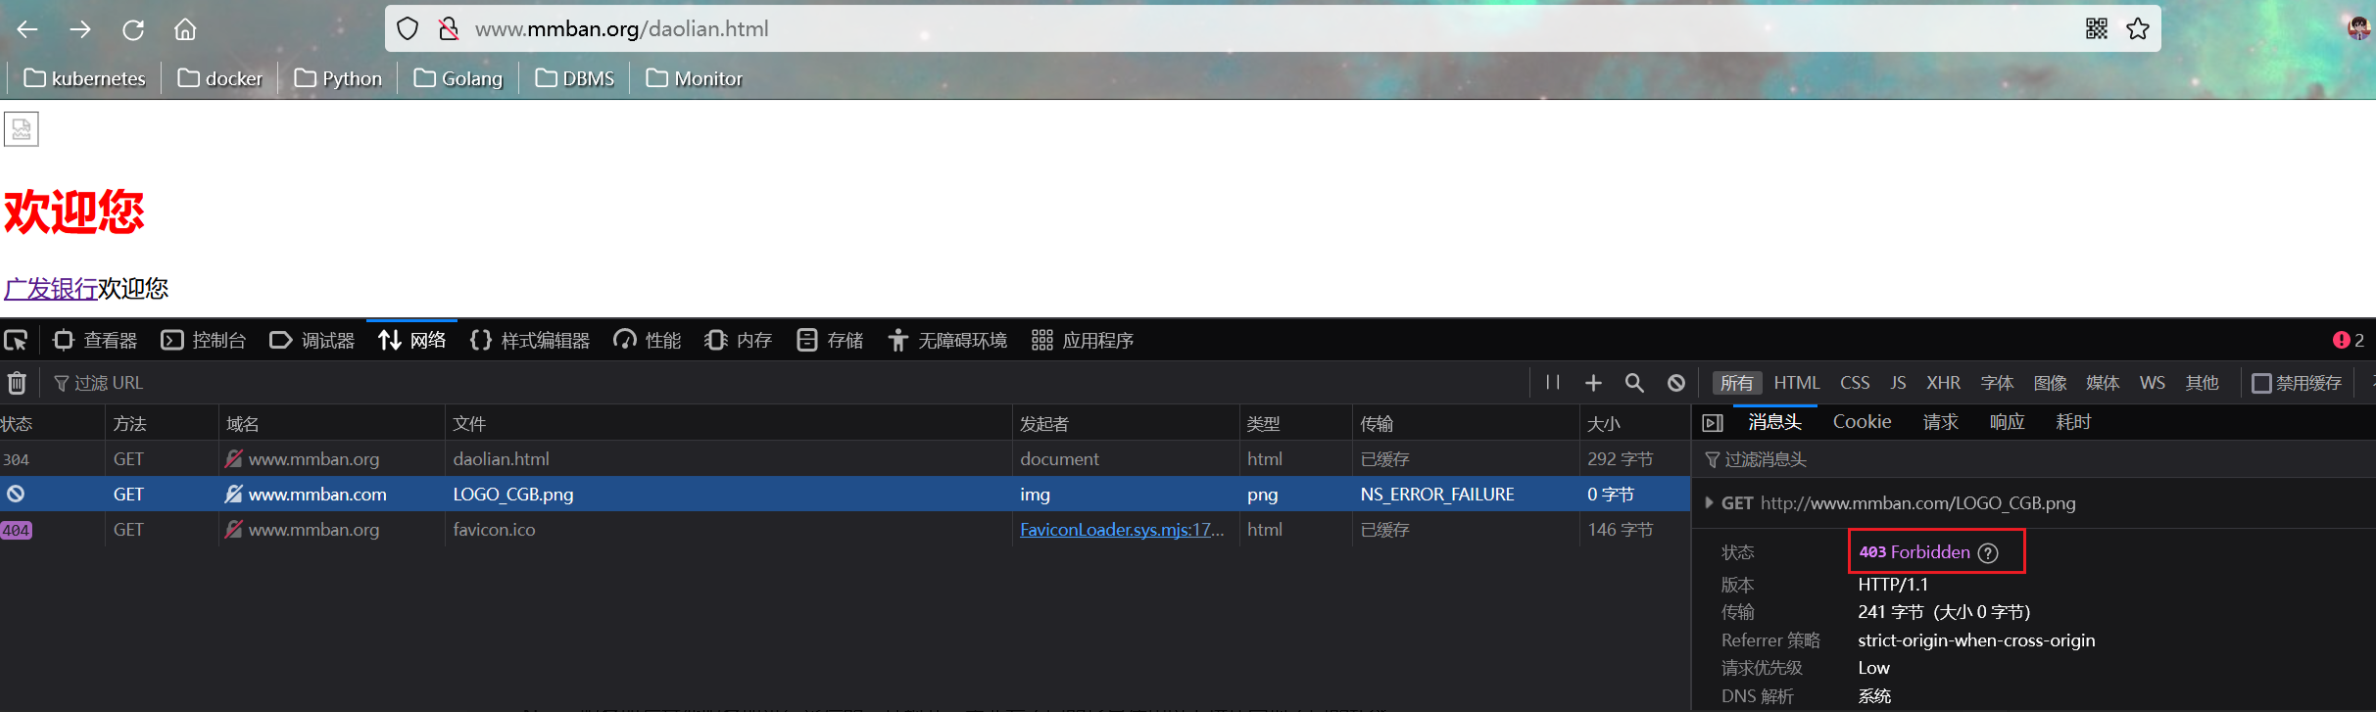 www.mmban.org/daolian.html
kubernetes docker Python Golang DBMS Monitor
欢迎您
广发银行欢迎您
查看器 控制台 调试器 网络 样式编辑器 性能 内存 存储 无障碍环境 应用程序 2
过滤 URL 所有 HTML CSS JS XHR 字体 图像 媒体 WS 其他 禁用缓存
状态 方法 域名 文件 发起者 类型 传输 大小
304 GET www.mmban.org daolian.html document html 已缓存 292 字节
GET www.mmban.com LOGO_CGB.png img png NS_ERROR_FAILURE 0 字节
404 GET www.mmban.org favicon.ico FaviconLoader.sys.mjs:17... html 已缓存 146 字节
消息头 Cookie 请求 响应 耗时
过滤消息头
GET http://www.mmban.com/LOGO_CGB.png
状态 403 Forbidden ?
版本 HTTP/1.1
传输 241 字节 (大小 0 字节)
Referrer 策略 strict-origin-when-cross-origin
请求优先级 Low
DNS 解析 系统